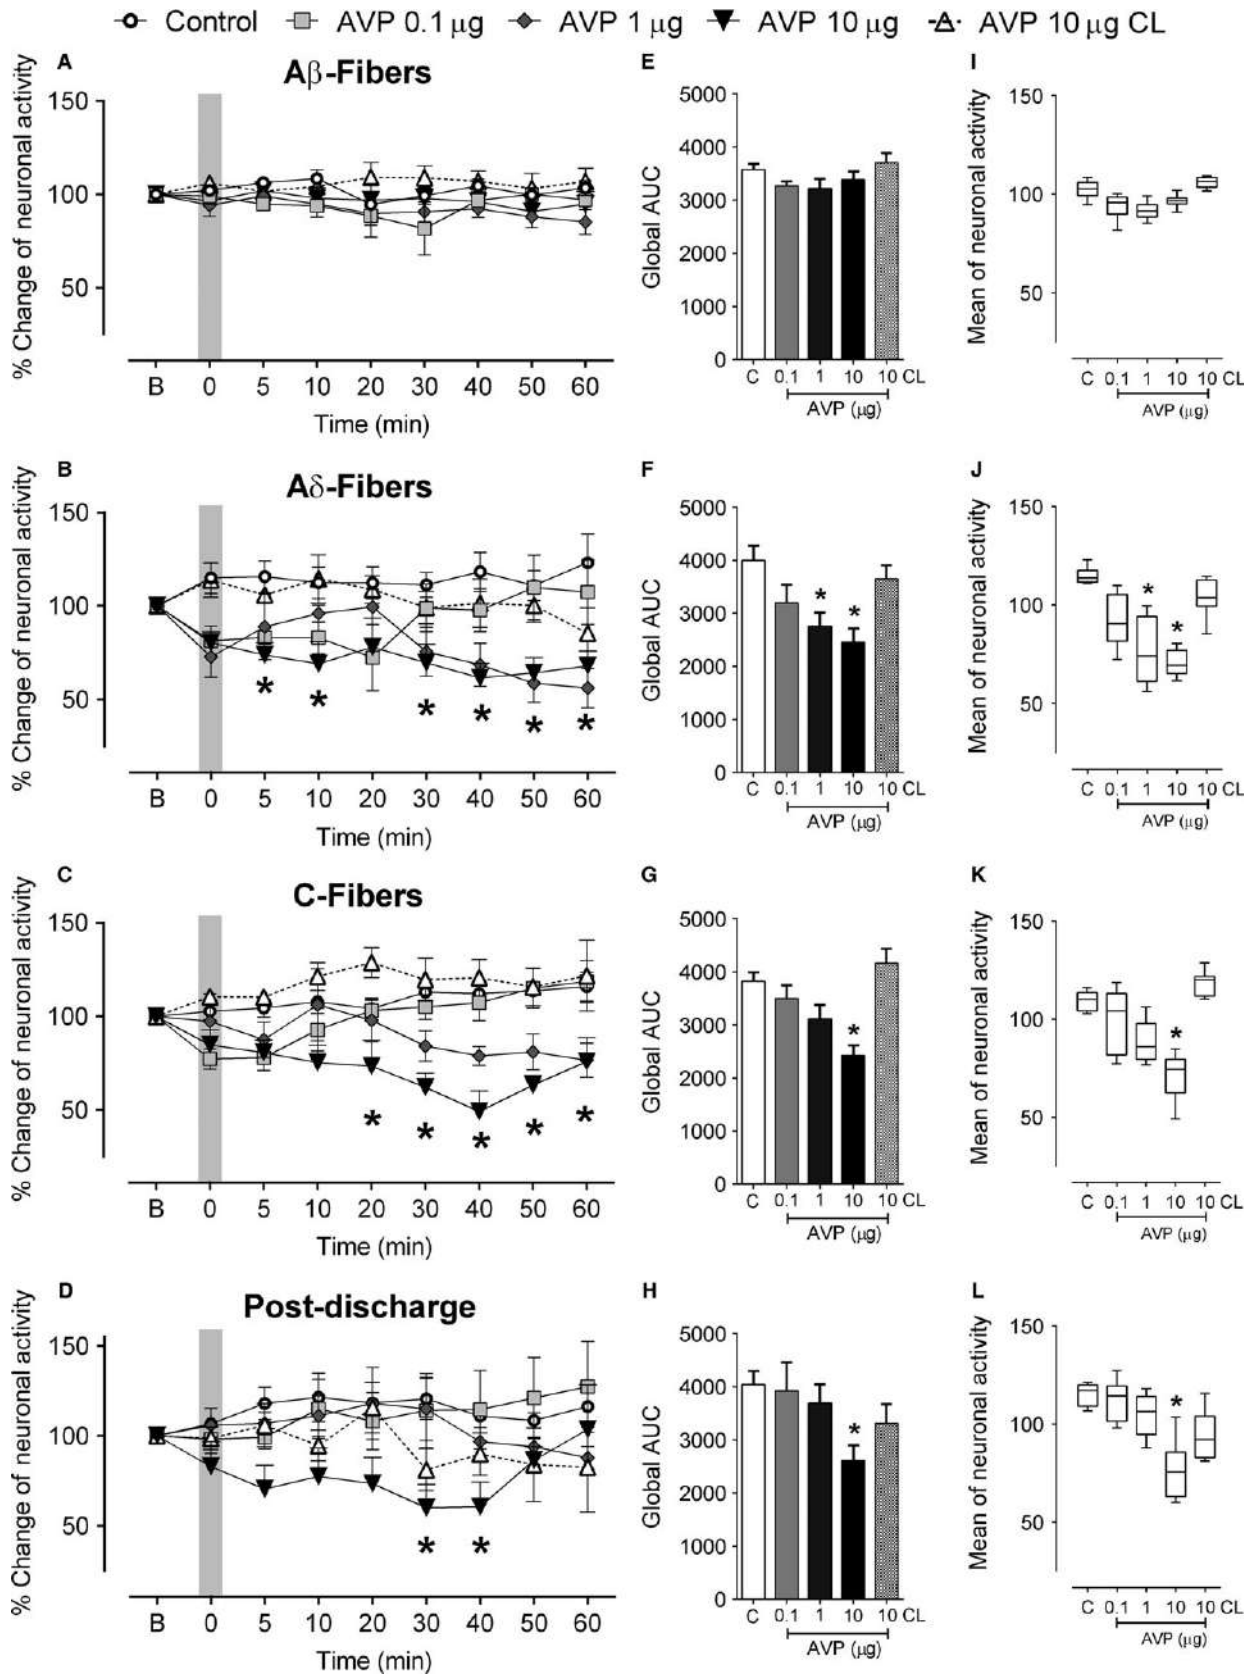 Control AVP 0.1 µg AVP 1 µg AVP 10 µg AVP 10 µg CL
A
Aβ-Fibers
% Change of neuronal activity
150
100
50
B 0 5 10 20 30 40 50 60
Time (min)
E
Global AUC
5000
4000
3000
2000
1000
0
C 0.1 1 10 10 CL
AVP (µg)
I
Mean of neuronal activity
150
100
50
C 0.1 1 10 10 CL
AVP (µg)
B
Aδ-Fibers
% Change of neuronal activity
150
100
50
* * * * * *
B 0 5 10 20 30 40 50 60
Time (min)
F
Global AUC
5000
4000
3000
2000
1000
0
* *
C 0.1 1 10 10 CL
AVP (µg)
J
Mean of neuronal activity
150
100
50
* *
C 0.1 1 10 10 CL
AVP (µg)
C
C-Fibers
% Change of neuronal activity
150
100
50
* * * * *
B 0 5 10 20 30 40 50 60
Time (min)
G
Global AUC
5000
4000
3000
2000
1000
0
*
C 0.1 1 10 10 CL
AVP (µg)
K
Mean of neuronal activity
150
100
50
*
C 0.1 1 10 10 CL
AVP (µg)
D
Post-discharge
% Change of neuronal activity
150
100
50
* *
B 0 5 10 20 30 40 50 60
Time (min)
H
Global AUC
5000
4000
3000
2000
1000
0
*
C 0.1 1 10 10 CL
AVP (µg)
L
Mean of neuronal activity
150
100
50
*
C 0.1 1 10 10 CL
AVP (µg)